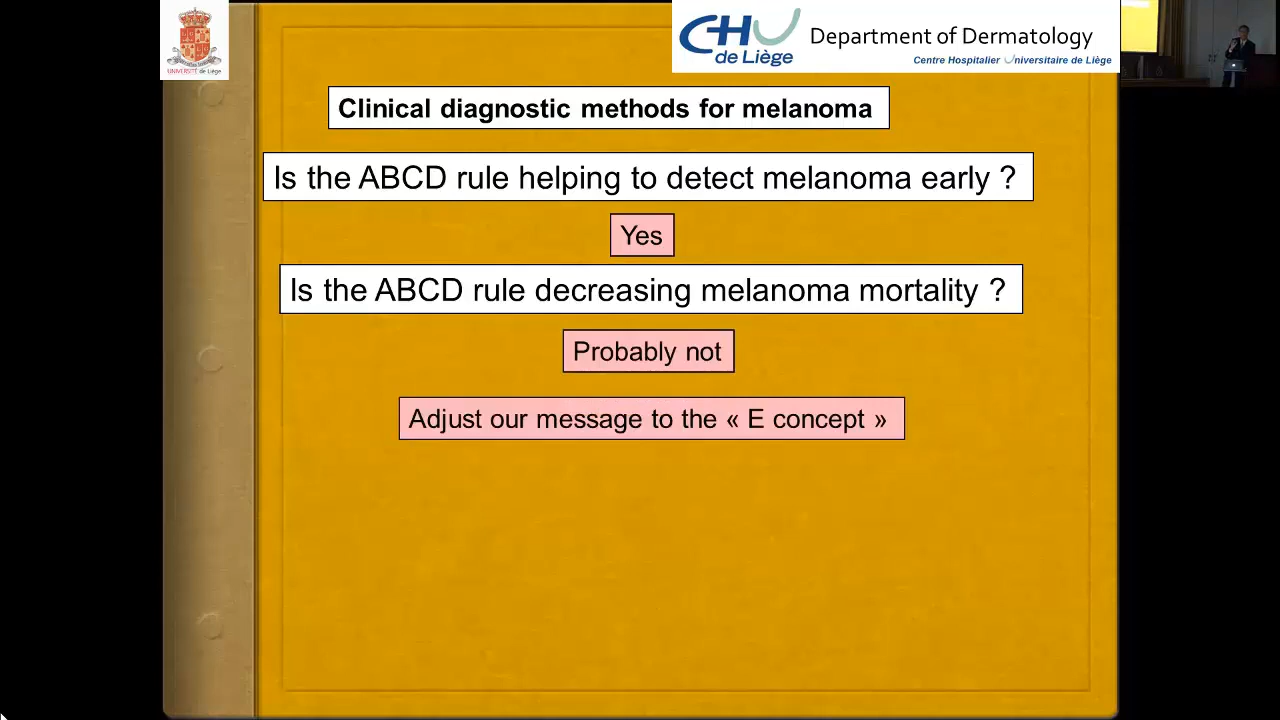 UNIVERSITÉ de Liège
CHU
de Liège
Department of Dermatology
Centre Hospitalier Universitaire de Liège
Clinical diagnostic methods for melanoma
Is the ABCD rule helping to detect melanoma early ?
Yes
Is the ABCD rule decreasing melanoma mortality ?
Probably not
Adjust our message to the « E concept »